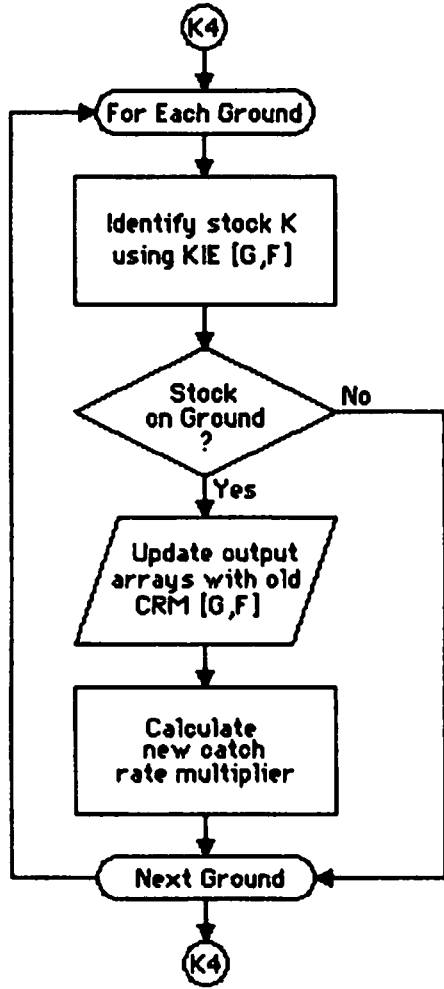 K4
For Each Ground
Identify stock K
using KIE [G,F]
Stock
on Ground
?
No
Yes
Update output
arrays with old
CRM [G,F]
Calculate
new catch
rate multiplier
Next Ground
K4